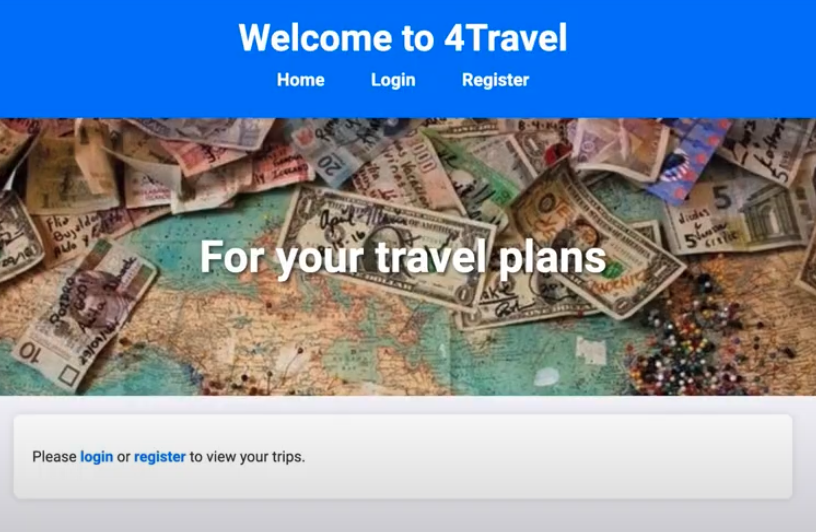 Welcome to 4Travel
Home Login Register
For your travel plans
Please login or register to view your trips.